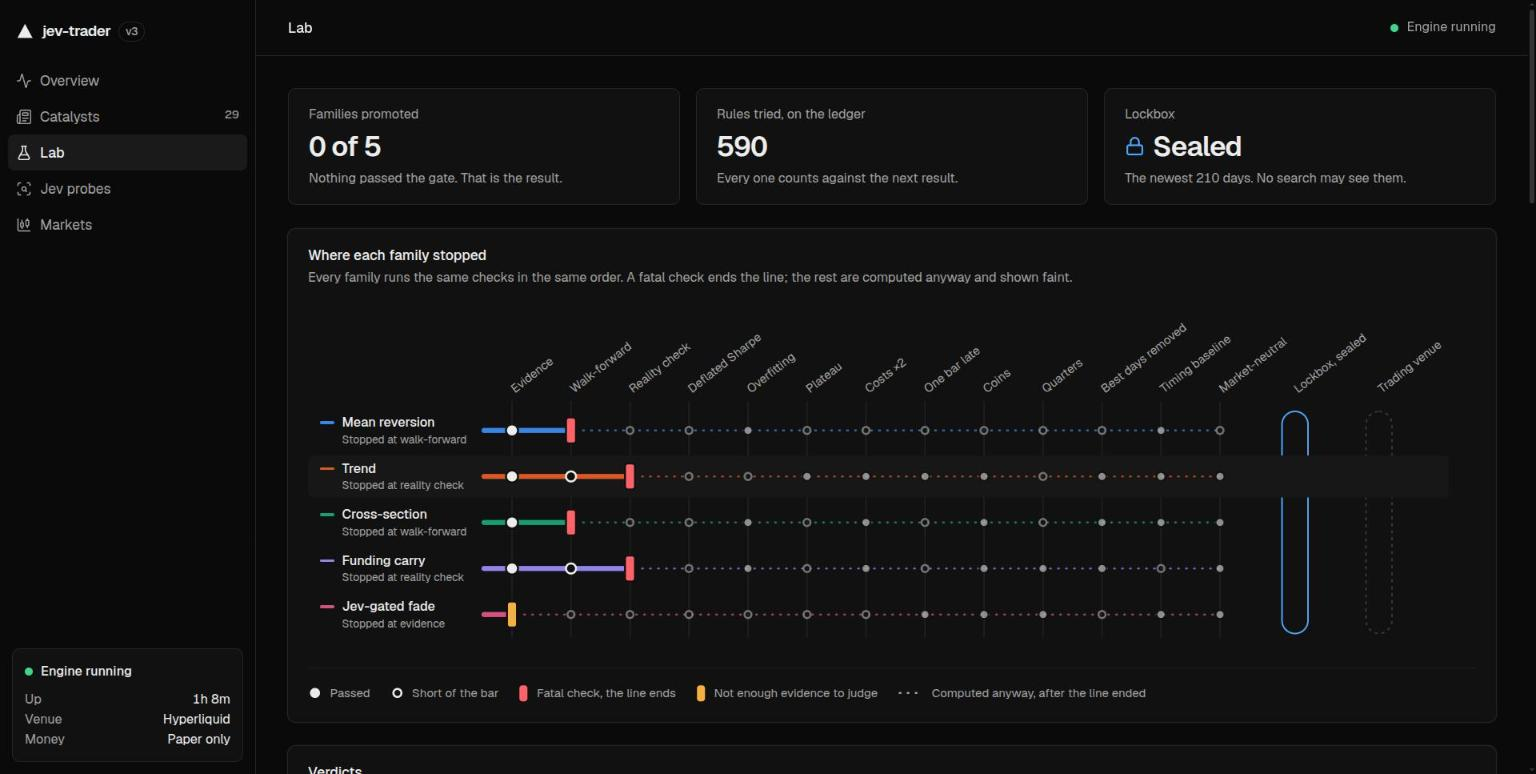 jev-trader v3
Overview
Catalysts 29
Lab
Jev probes
Markets
Engine running
Up 1h 8m
Venue Hyperliquid
Money Paper only
Lab
Engine running
Families promoted
0 of 5
Nothing passed the gate. That is the result.
Rules tried, on the ledger
590
Every one counts against the next result.
Lockbox
Sealed
The newest 210 days. No search may see them.
Where each family stopped
Every family runs the same checks in the same order. A fatal check ends the line; the rest are computed anyway and shown faint.
Evidence
Walk-forward
Reality check
Deflated Sharpe
Overfitting
Plateau
Costs ×2
One bar late
Coins
Quarters
Best days removed
Timing baseline
Market-neutral
Lockbox, sealed
Trading venue
Mean reversion
Stopped at walk-forward
Trend
Stopped at reality check
Cross-section
Stopped at walk-forward
Funding carry
Stopped at reality check
Jev-gated fade
Stopped at evidence
Passed
Short of the bar
Fatal check, the line ends
Not enough evidence to judge
Computed anyway, after the line ended
Verdicts